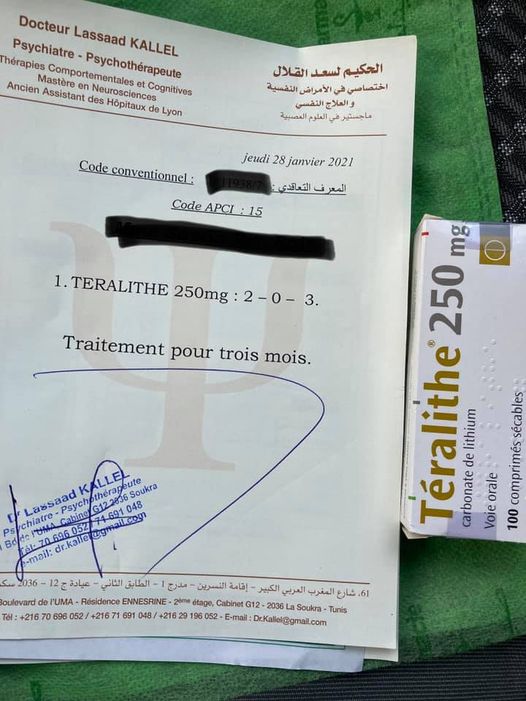 Docteur Lassaad KALLEL
Psychiatre - Psychothérapeute
Thérapies Comportementales et Cognitives
Mastère en Neurosciences
Ancien Assistant des Hôpitaux de Lyon
الحكيم لسعد القلال
اختصاصي في الأمراض النفسية
و العلاج النفسي
ماجستير في العلوم العصبية
jeudi 28 janvier 2021
Code conventionnel :
المعرف التعاقدي :
Code APCI : 15
1. TERALITHE 250mg : 2 – 0 – 3.
Traitement pour trois mois.
Dr Lassaad KALLEL
Psychiatre - Psychothérapeute
Bd de l'UMA, Cabinet G12 2036 Soukra
Tél: 70 696 052 / 71 691 048
e-mail: dr.kallel@gmail.com
61، شارع المغرب العربي الكبير - إقامة النسرين - مدرج 1 - الطابق الثاني - عيادة ج 12 - 2036 سك
Boulevard de l'UMA - Résidence ENNESRINE - 2ème étage, Cabinet G12 - 2036 La Soukra - Tunis
Tél : +216 70 696 052 / +216 71 691 048 / +216 29 196 052 - E-mail : Dr.Kallel@gmail.com
Téralithe® 250 mg
carbonate de lithium
Voie orale
100 comprimés sécables